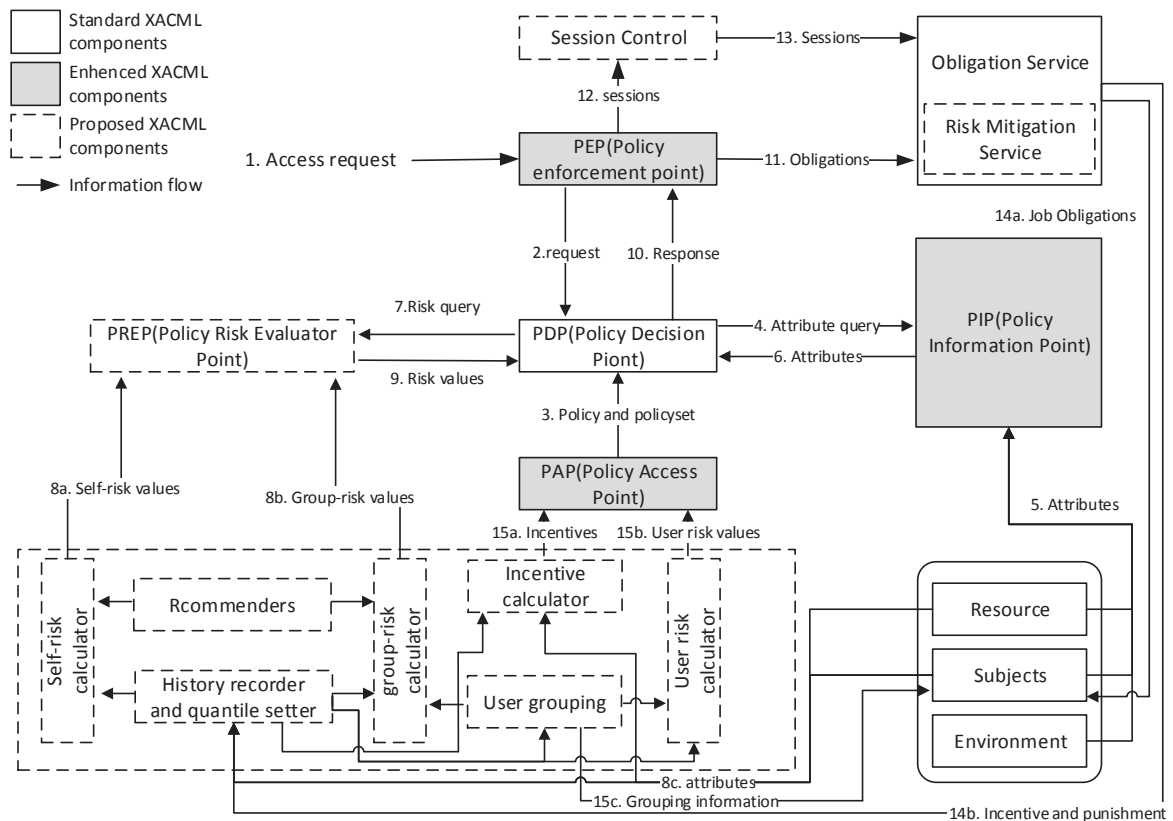 Standard XACML
components
Enhenced XACML
components
Proposed XACML
components
Information flow
Session Control
13. Sessions
Obligation Service
Risk Mitigation
Service
12. sessions
1. Access request
PEP(Policy
enforcement point)
11. Obligations
14a. Job Obligations
2.request
10. Response
7.Risk query
PREP(Policy Risk Evaluator
Point)
9. Risk values
PDP(Policy Decision
Piont)
4. Attribute query
6. Attributes
PIP(Policy
Information Point)
3. Policy and policyset
PAP(Policy Access
Point)
8a. Self-risk values
8b. Group-risk values
15a. Incentives
15b. User risk values
5. Attributes
Self-risk
calculator
Rcommenders
History recorder
and quantile setter
group-risk
calculator
Incentive
calculator
User grouping
User risk
calculator
Resource
Subjects
Environment
8c. attributes
15c. Grouping information
14b. Incentive and punishment